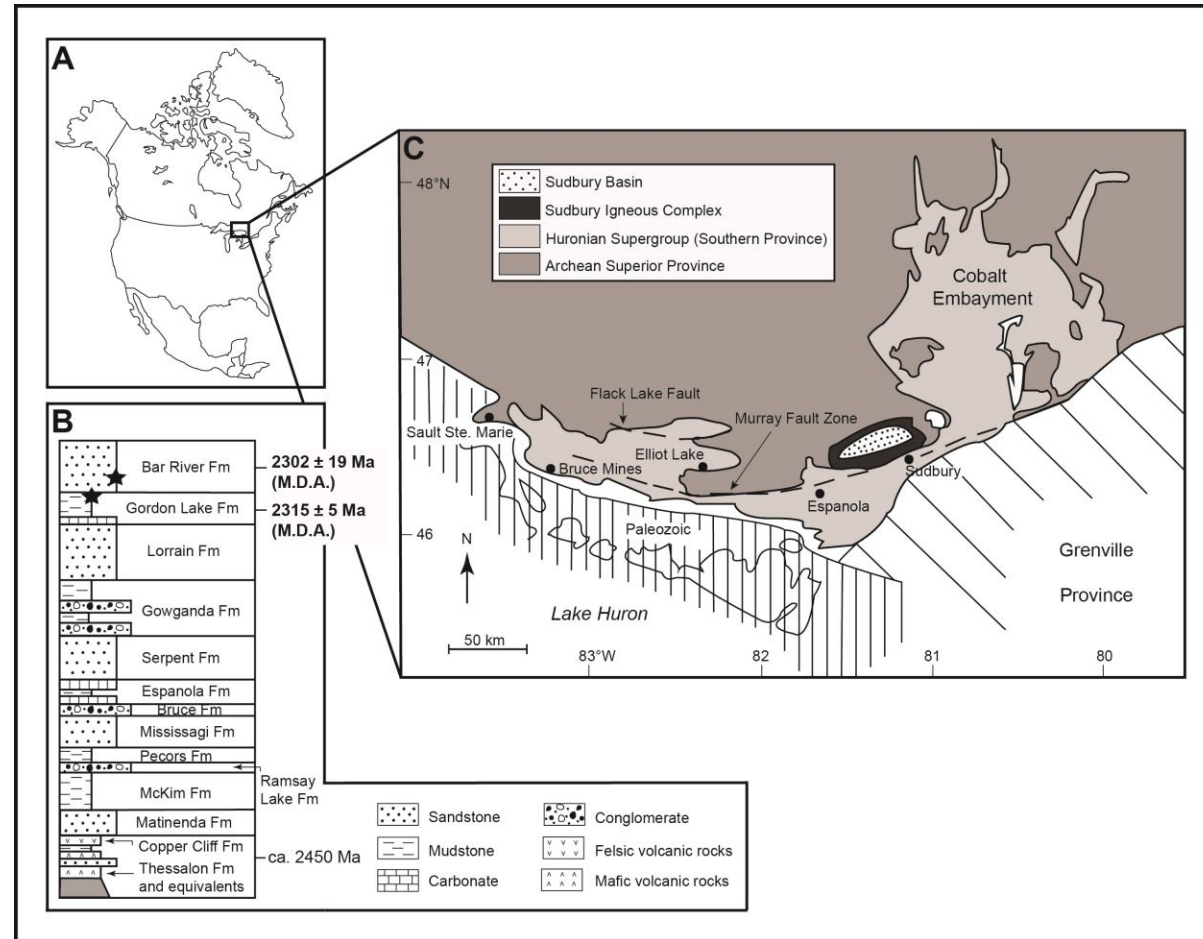 A
B
Bar River Fm
2302 ± 19 Ma
(M.D.A.)
Gordon Lake Fm
2315 ± 5 Ma
(M.D.A.)
Lorrain Fm
Gowganda Fm
Serpent Fm
Espanola Fm
Bruce Fm
Mississagi Fm
Pecors Fm
Ramsay
Lake Fm
McKim Fm
Matinenda Fm
Copper Cliff Fm
ca. 2450 Ma
Thessalon Fm
and equivalents
Sandstone
Mudstone
Carbonate
Conglomerate
Felsic volcanic rocks
Mafic volcanic rocks
C
48°N
47
46
Sudbury Basin
Sudbury Igneous Complex
Huronian Supergroup (Southern Province)
Archean Superior Province
Cobalt
Embayment
Flack Lake Fault
Murray Fault Zone
Sault Ste. Marie
Elliot Lake
Bruce Mines
Sudbury
Espanola
Paleozoic
N
Grenville
Province
Lake Huron
50 km
83°W
82
81
80